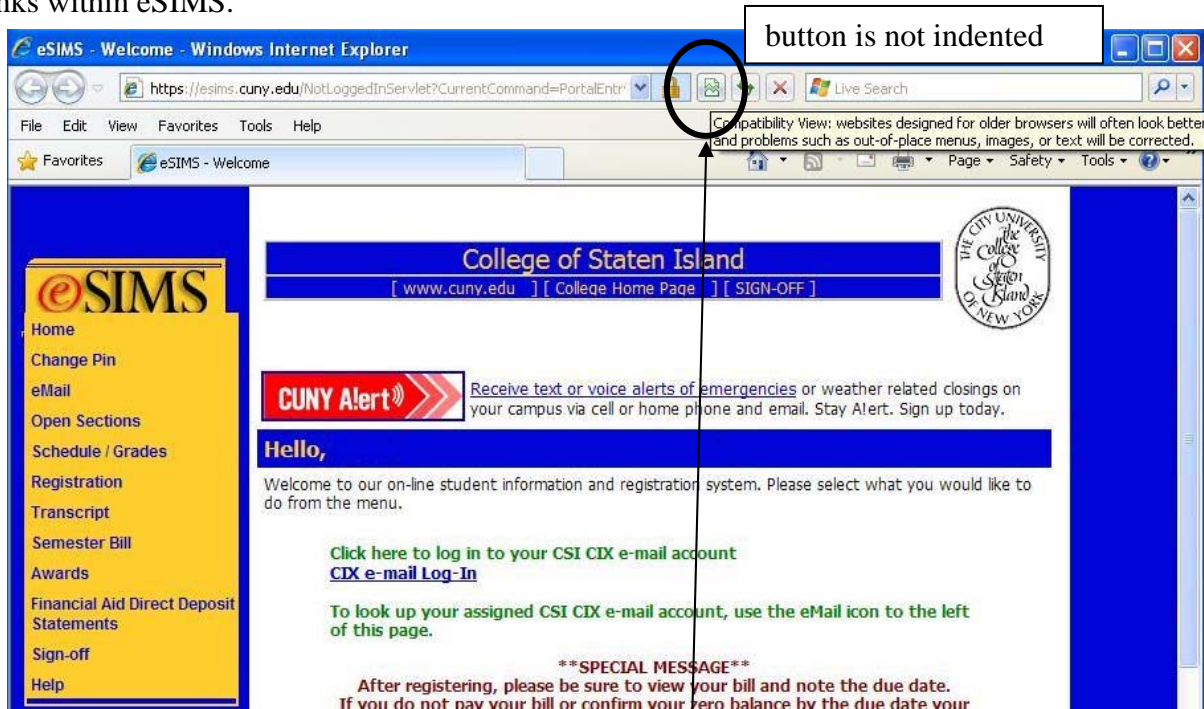 nks within eSIMS.
button is not indented
eSIMS - Welcome - Windows Internet Explorer
https://esims.cuny.edu/NotLoggedInServlet?CurrentCommand=PortalEntr
Live Search
File Edit View Favorites Tools Help
Compatibility View: websites designed for older browsers will often look better
and problems such as out-of-place menus, images, or text will be corrected.
Favorites
eSIMS - Welcome
Page Safety Tools
eSIMS
Home
Change Pin
eMail
Open Sections
Schedule / Grades
Registration
Transcript
Semester Bill
Awards
Financial Aid Direct Deposit
Statements
Sign-off
Help
College of Staten Island
[ www.cuny.edu ] [ College Home Page ] [ SIGN-OFF ]
THE CITY UNIVERSITY OF NEW YORK
the
College
of
Staten
Island
CUNY A!ert
Receive text or voice alerts of emergencies or weather related closings on
your campus via cell or home phone and email. Stay A!ert. Sign up today.
Hello,
Welcome to our on-line student information and registration system. Please select what you would like to
do from the menu.
Click here to log in to your CSI CIX e-mail account
CIX e-mail Log-In
To look up your assigned CSI CIX e-mail account, use the eMail icon to the left
of this page.
**SPECIAL MESSAGE**
After registering, please be sure to view your bill and note the due date.
If you do not pay your bill or confirm your zero balance by the due date your